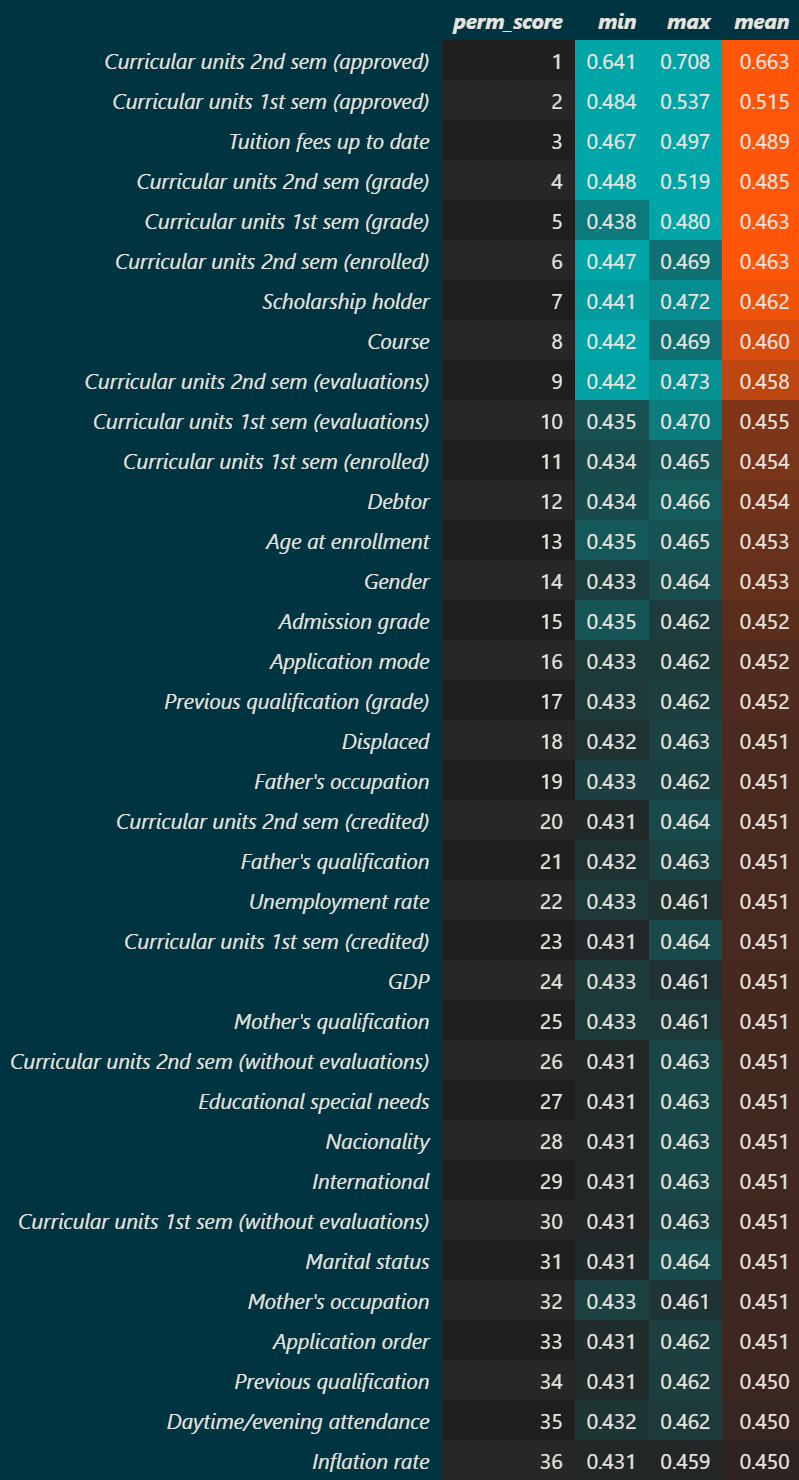 perm_score min max mean
Curricular units 2nd sem (approved) 1 0.641 0.708 0.663
Curricular units 1st sem (approved) 2 0.484 0.537 0.515
Tuition fees up to date 3 0.467 0.497 0.489
Curricular units 2nd sem (grade) 4 0.448 0.519 0.485
Curricular units 1st sem (grade) 5 0.438 0.480 0.463
Curricular units 2nd sem (enrolled) 6 0.447 0.469 0.463
Scholarship holder 7 0.441 0.472 0.462
Course 8 0.442 0.469 0.460
Curricular units 2nd sem (evaluations) 9 0.442 0.473 0.458
Curricular units 1st sem (evaluations) 10 0.435 0.470 0.455
Curricular units 1st sem (enrolled) 11 0.434 0.465 0.454
Debtor 12 0.434 0.466 0.454
Age at enrollment 13 0.435 0.465 0.453
Gender 14 0.433 0.464 0.453
Admission grade 15 0.435 0.462 0.452
Application mode 16 0.433 0.462 0.452
Previous qualification (grade) 17 0.433 0.462 0.452
Displaced 18 0.432 0.463 0.451
Father's occupation 19 0.433 0.462 0.451
Curricular units 2nd sem (credited) 20 0.431 0.464 0.451
Father's qualification 21 0.432 0.463 0.451
Unemployment rate 22 0.433 0.461 0.451
Curricular units 1st sem (credited) 23 0.431 0.464 0.451
GDP 24 0.433 0.461 0.451
Mother's qualification 25 0.433 0.461 0.451
Curricular units 2nd sem (without evaluations) 26 0.431 0.463 0.451
Educational special needs 27 0.431 0.463 0.451
Nacionality 28 0.431 0.463 0.451
International 29 0.431 0.463 0.451
Curricular units 1st sem (without evaluations) 30 0.431 0.463 0.451
Marital status 31 0.431 0.464 0.451
Mother's occupation 32 0.433 0.461 0.451
Application order 33 0.431 0.462 0.451
Previous qualification 34 0.431 0.462 0.450
Daytime/evening attendance 35 0.432 0.462 0.450
Inflation rate 36 0.431 0.459 0.450